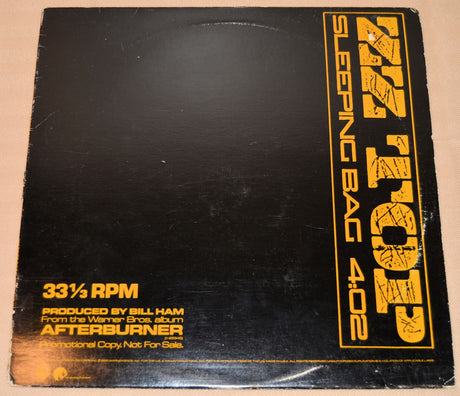 ZZ TOP
SLEEPING BAG 4:02
33⅓ RPM
PRODUCED BY BILL HAM
From the Warner Bros. album
AFTERBURNER
Promotional Copy. Not For Sale.